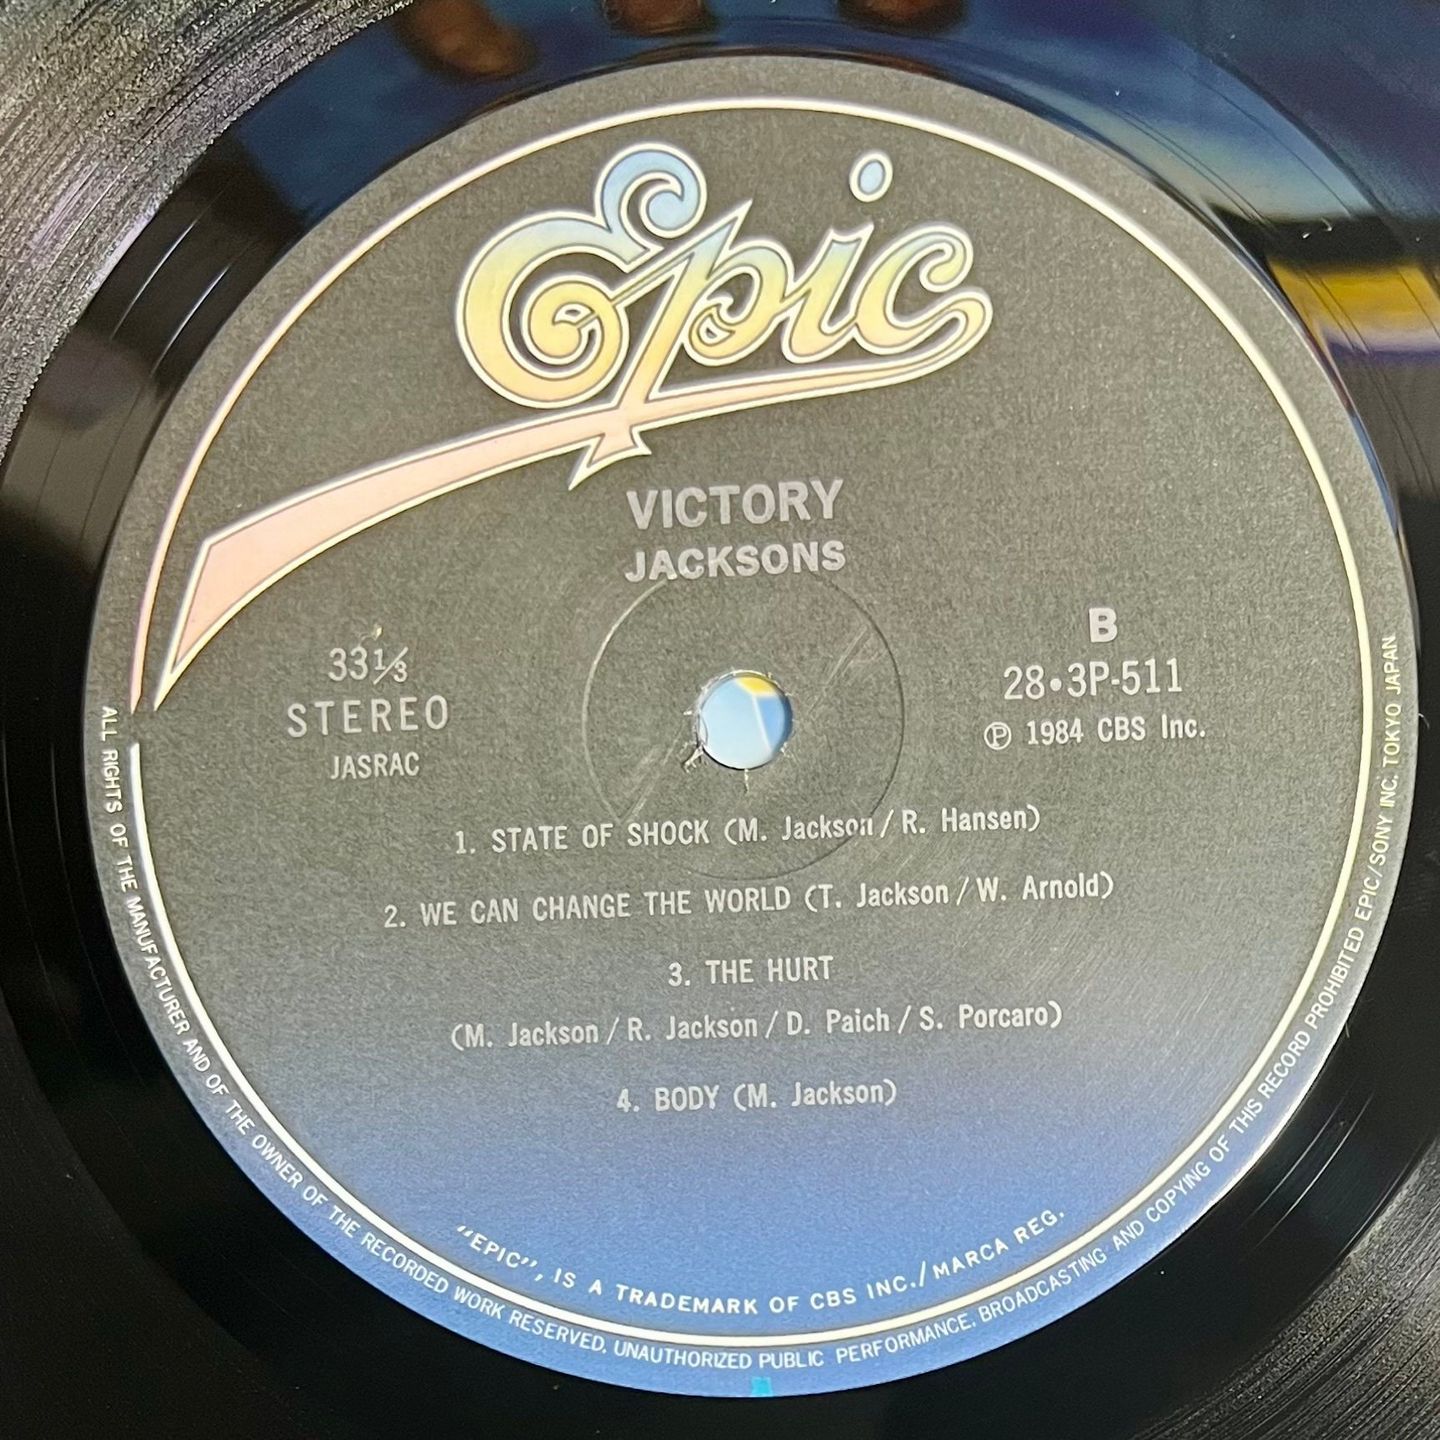 Epic
VICTORY
JACKSONS
33 1/3
STEREO
JASRAC
B
28•3P-511
℗ 1984 CBS Inc.
1. STATE OF SHOCK (M. Jackson/R. Hansen)
2. WE CAN CHANGE THE WORLD (T. Jackson/W. Arnold)
3. THE HURT
(M. Jackson/R. Jackson/D. Paich/S. Porcaro)
4. BODY (M. Jackson)
"EPIC", IS A TRADEMARK OF CBS INC./MARCA REG.
ALL RIGHTS OF THE MANUFACTURER AND OF THE OWNER OF THE RECORDED WORK RESERVED. UNAUTHORIZED PUBLIC PERFORMANCE. BROADCASTING AND COPYING OF THIS RECORD PROHIBITED EPIC/SONY INC. TOKYO JAPAN